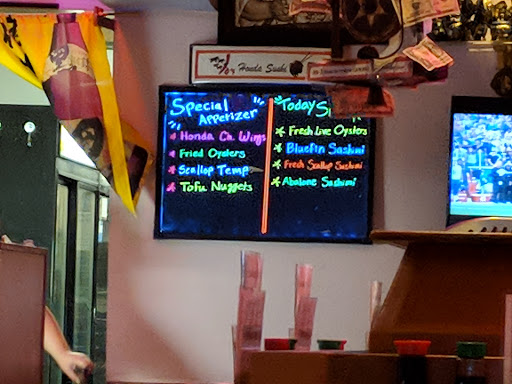 Honda Sushi
Special
Appetizer
Honda Ch. Wings
Fried Oysters
Scallop Temp.
Tofu Nuggets
Today
Fresh Live Oysters
Bluefin Sashimi
Fresh Scallop Sashimi
Abalone Sashimi